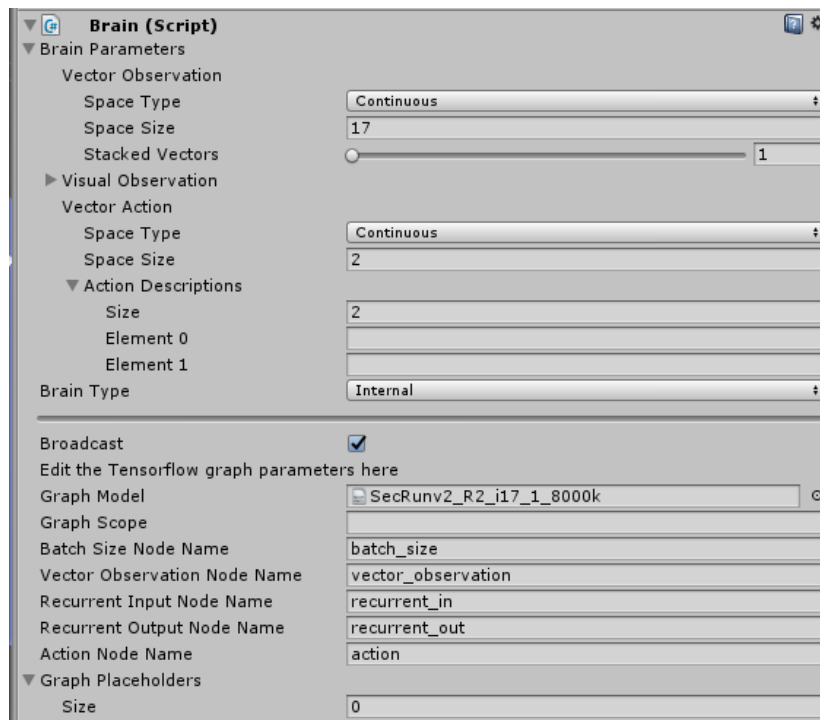 Brain (Script)
Brain Parameters
Vector Observation
Space Type Continuous
Space Size 17
Stacked Vectors 1
Visual Observation
Vector Action
Space Type Continuous
Space Size 2
Action Descriptions
Size 2
Element 0
Element 1
Brain Type Internal
Broadcast
Edit the Tensorflow graph parameters here
Graph Model SecRunv2_R2_i17_1_8000k
Graph Scope
Batch Size Node Name batch_size
Vector Observation Node Name vector_observation
Recurrent Input Node Name recurrent_in
Recurrent Output Node Name recurrent_out
Action Node Name action
Graph Placeholders
Size 0